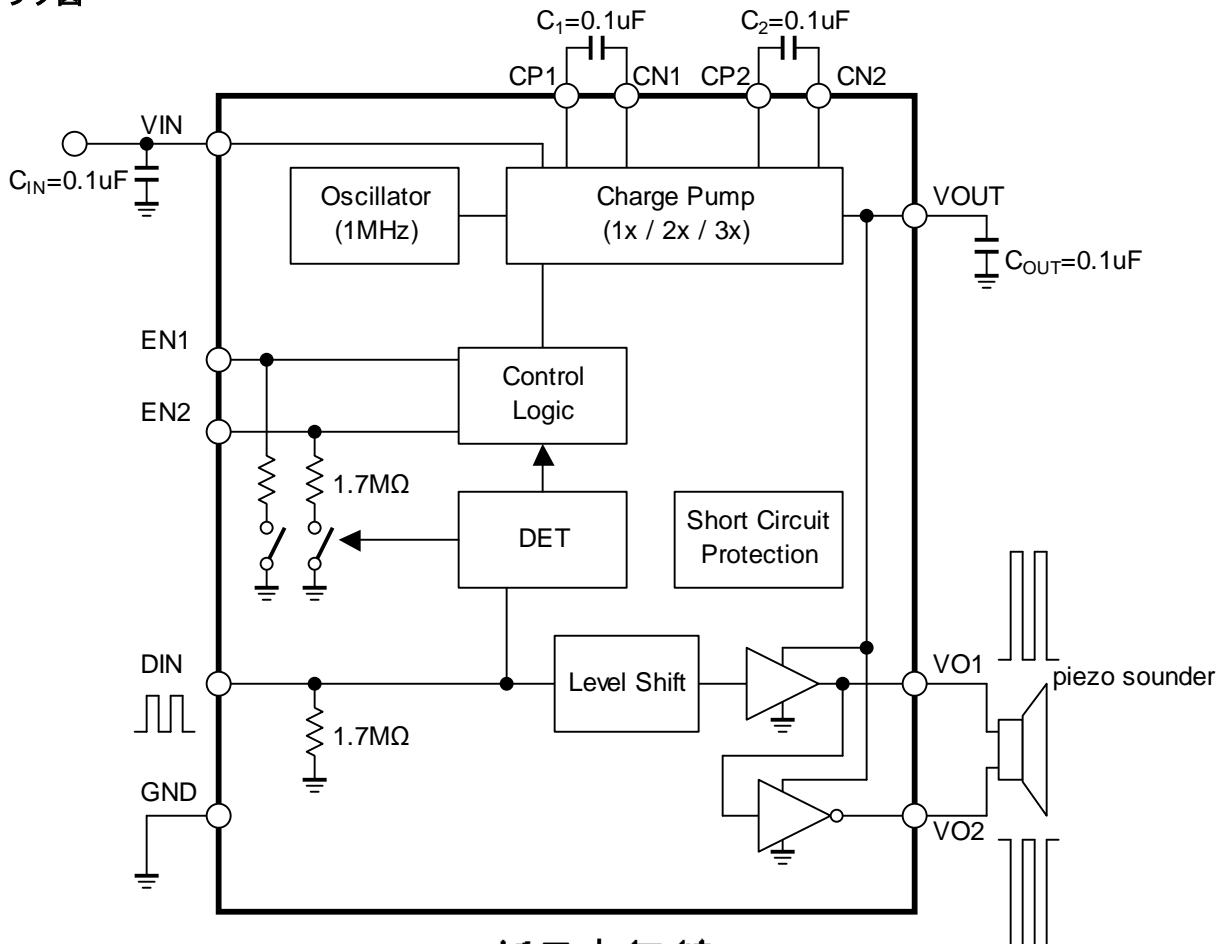 C1=0.1uF
C2=0.1uF
CP1
CN1
CP2
CN2
VIN
CIN=0.1uF
Oscillator
(1MHz)
Charge Pump
(1x / 2x / 3x)
VOUT
COUT=0.1uF
EN1
EN2
Control
Logic
1.7MΩ
DET
Short Circuit
Protection
DIN
Level Shift
VO1
piezo sounder
1.7MΩ
GND
VO2